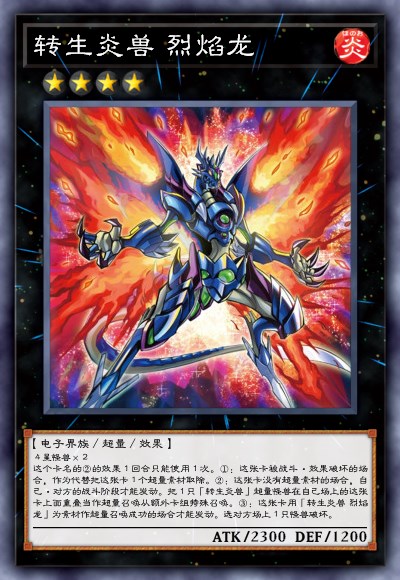 转生炎兽 烈焰龙
ほのお
炎
【电子界族／超量／效果】
4星怪兽×2
这个卡名的②的效果1回合只能使用1次。①：这张卡被战斗·效果破坏的场
合，作为代替把这张卡1个超量素材取除。②：这张卡没有超量素材的场合，自
己·对方的战斗阶段才能发动。把1只「转生炎兽」超量怪兽在自己场上的这张
卡上面重叠当作超量召唤从额外卡组特殊召唤。③：这张卡用「转生炎兽 烈焰
龙」为素材作超量召唤成功的场合才能发动。选对方场上1只怪兽破坏。
ATK/2300 DEF/1200